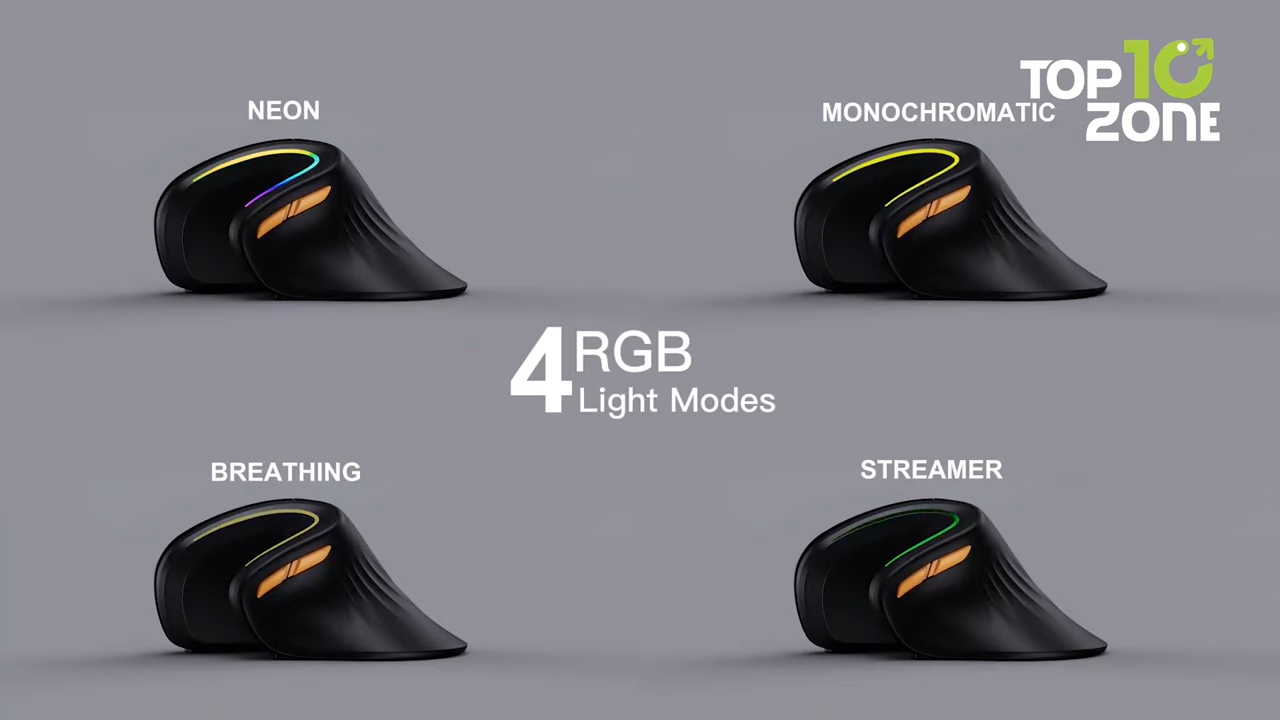 TOP 10
ZONE
NEON
MONOCHROMATIC
4 RGB
Light Modes
BREATHING
STREAMER